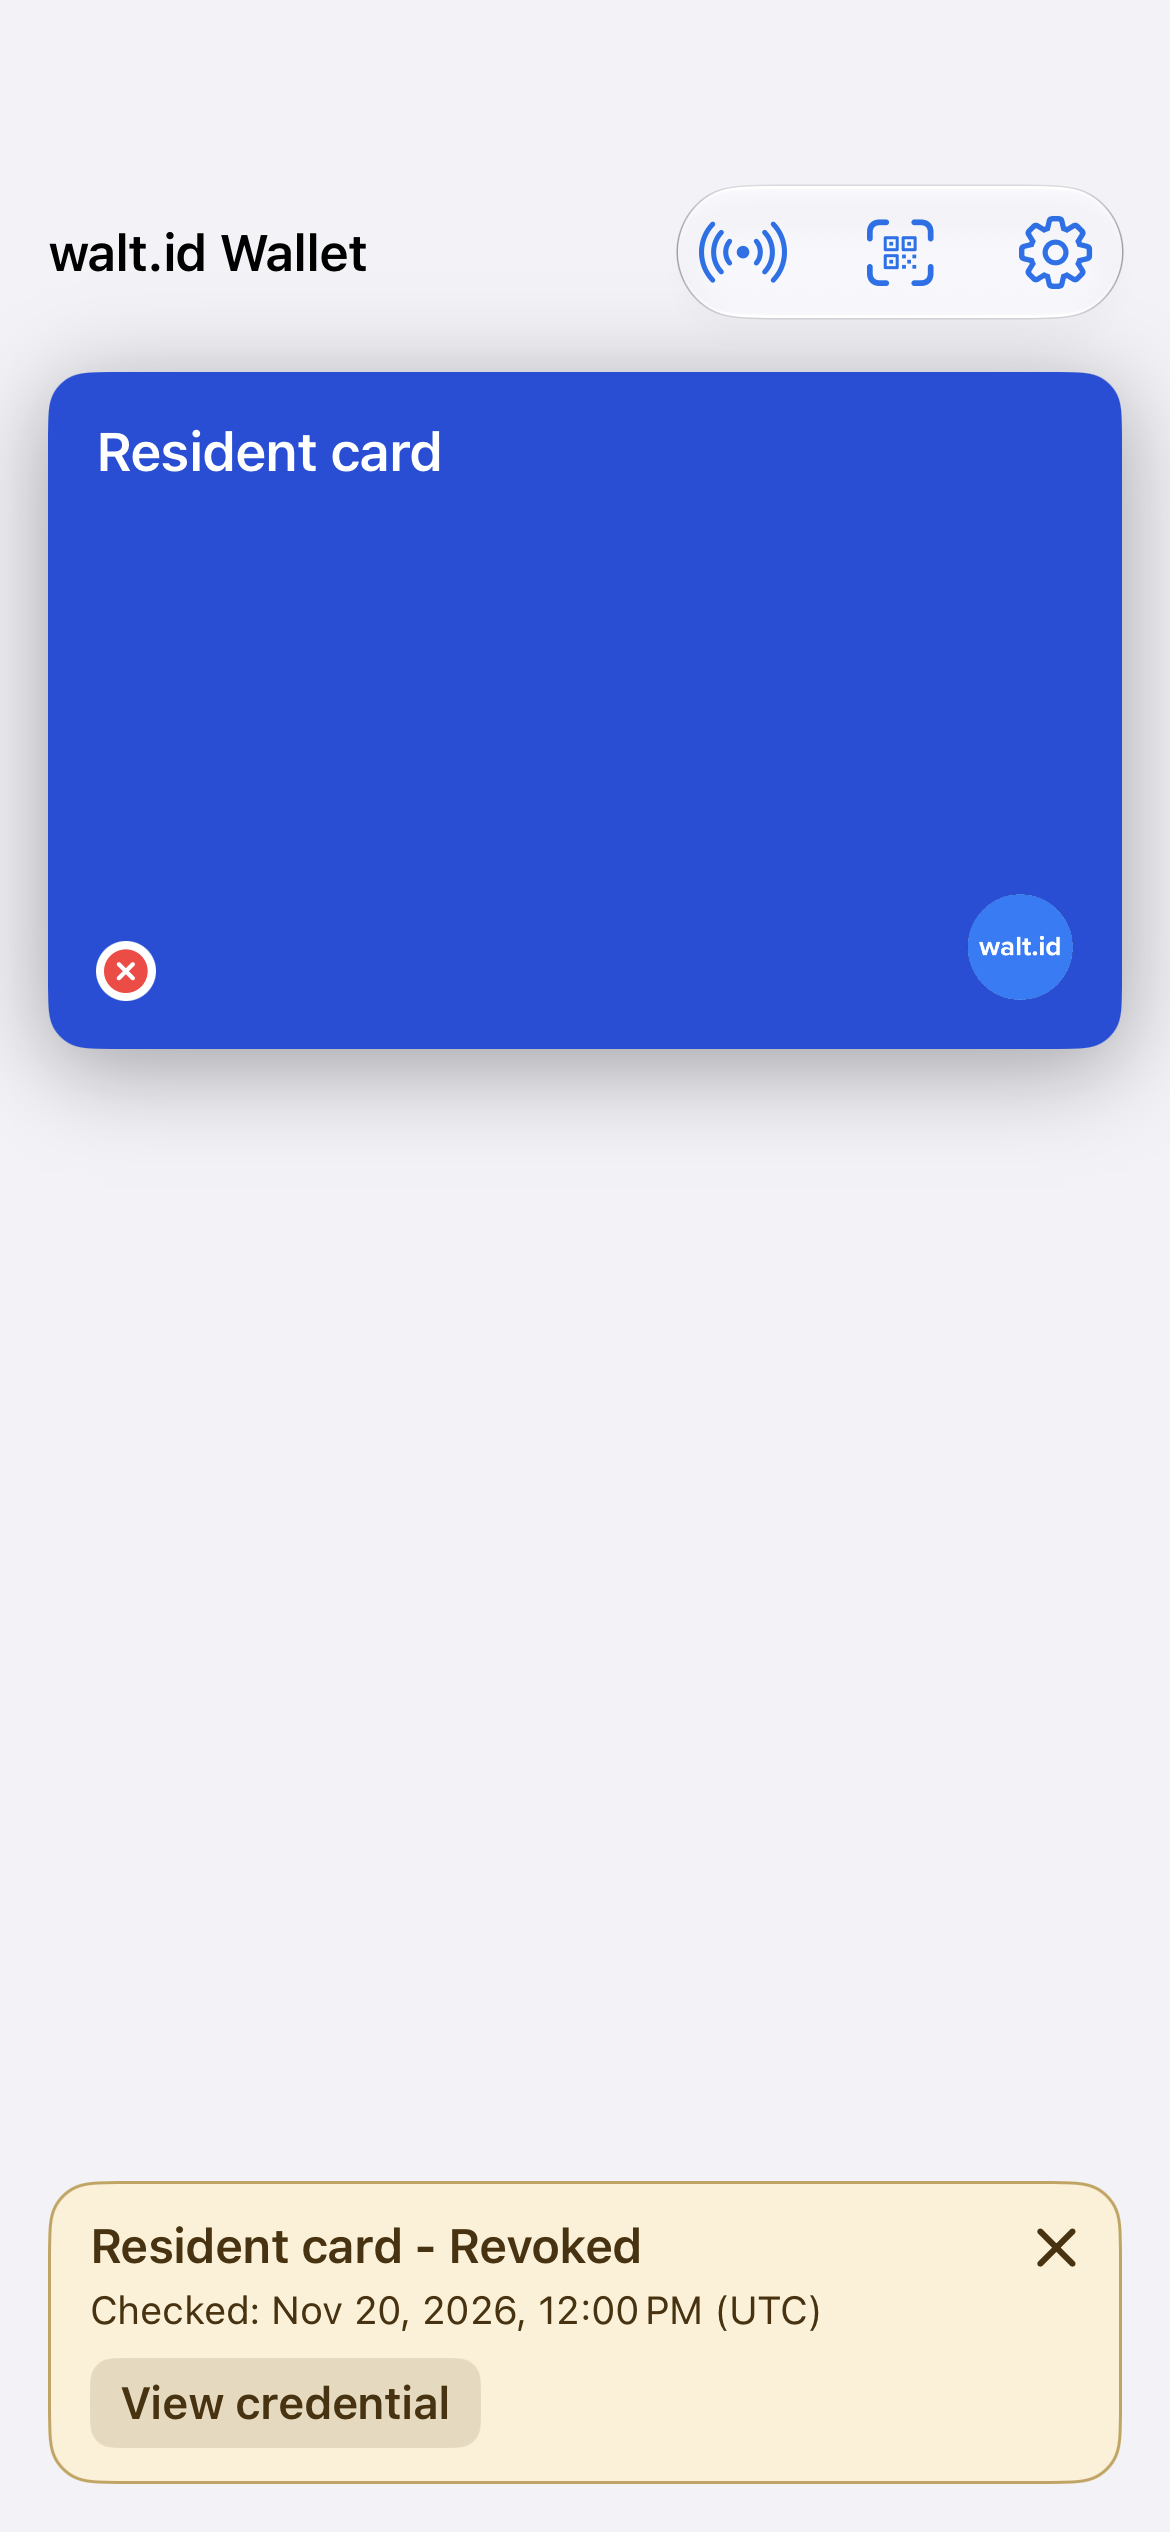 walt.id Wallet
Resident card
walt.id
Resident card - Revoked
Checked: Nov 20, 2026, 12:00 PM (UTC)
View credential